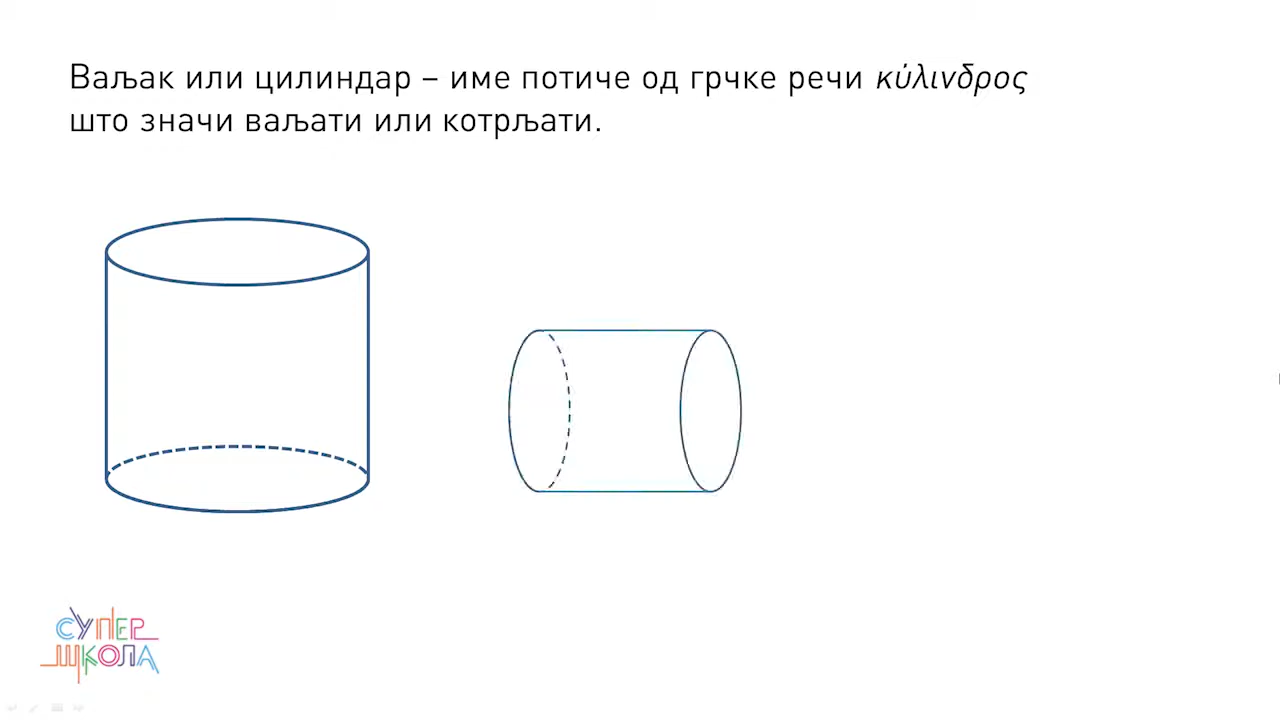 Ваљак или цилиндар – име потиче од грчке речи κύλινδρος
што значи ваљати или котрљати.
СУПЕР
ШКОЛА